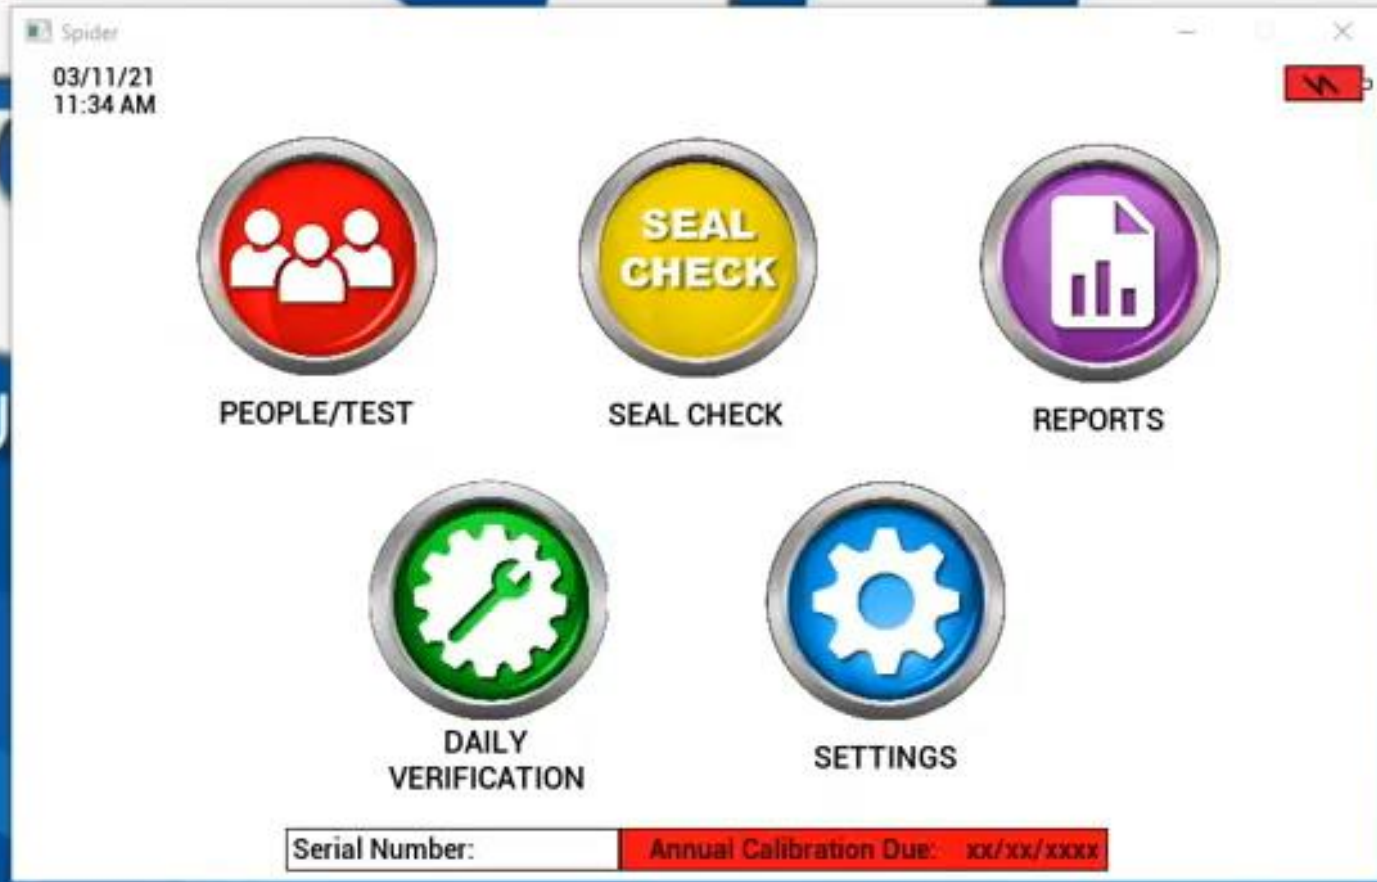 Spider
03/11/21
11:34 AM
SEAL
CHECK
PEOPLE/TEST
SEAL CHECK
REPORTS
DAILY
VERIFICATION
SETTINGS
Serial Number:
Annual Calibration Due: xx/xx/xxxx